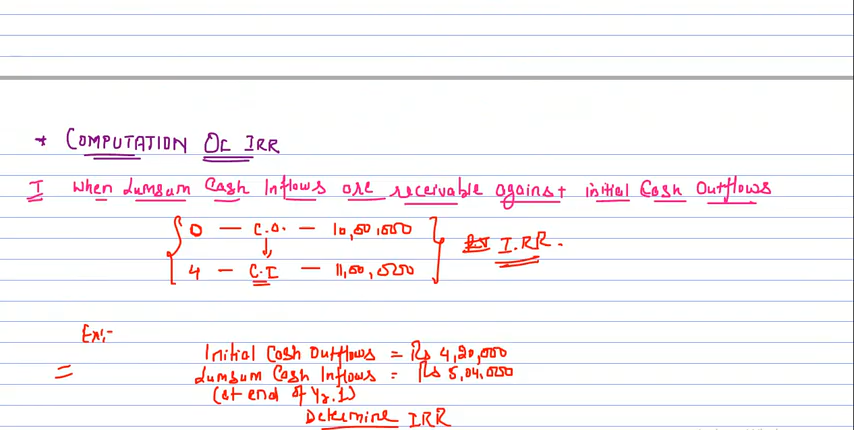 * COMPUTATION OF IRR
I When Lumsum Cash Inflows are receivable against initial Cash Outflows
0 — C.O. — 10,00,000
4 — C.I — 11,00,000
I.RR.
Ex:-
Initial Cash Outflows = Rs 4,20,000
= Lumsum Cash Inflows = Rs 5,04,000
(at end of Yr.1)
Determine IRR